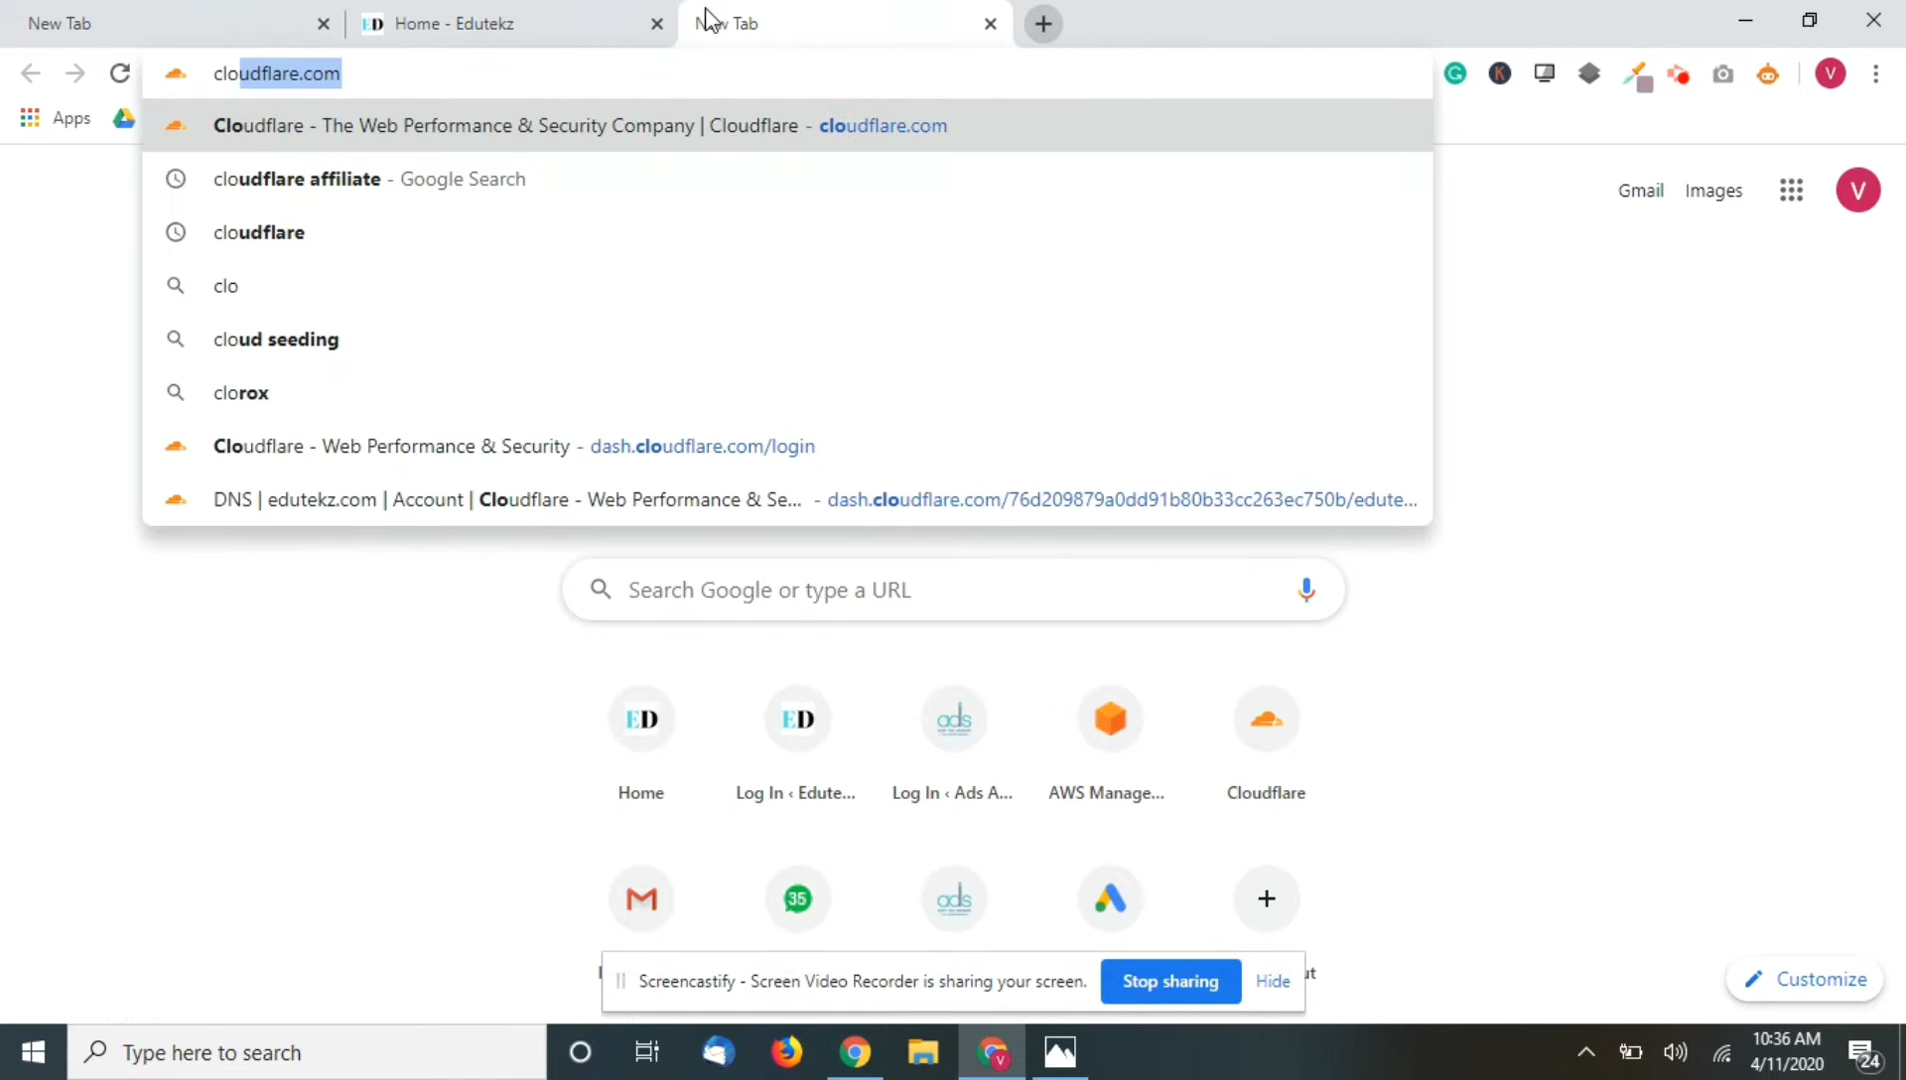 New Tab
ED Home - Edutekz
New Tab
cloudflare.com
K
V
Apps
Cloudflare - The Web Performance & Security Company | Cloudflare - cloudflare.com
cloudflare affiliate - Google Search
cloudflare
clo
cloud seeding
clorox
Cloudflare - Web Performance & Security - dash.cloudflare.com/login
DNS | edutekz.com | Account | Cloudflare - Web Performance & Se... - dash.cloudflare.com/76d209879a0dd91b80b33cc263ec750b/edute...
Gmail Images
V
Search Google or type a URL
ED ED ads
Home Log In ‹ Edute... Log In ‹ Ads A... AWS Manage... Cloudflare
35 ads
Screencastify - Screen Video Recorder is sharing your screen. Stop sharing Hide
Customize
Type here to search
V
10:36 AM
4/11/2020
24